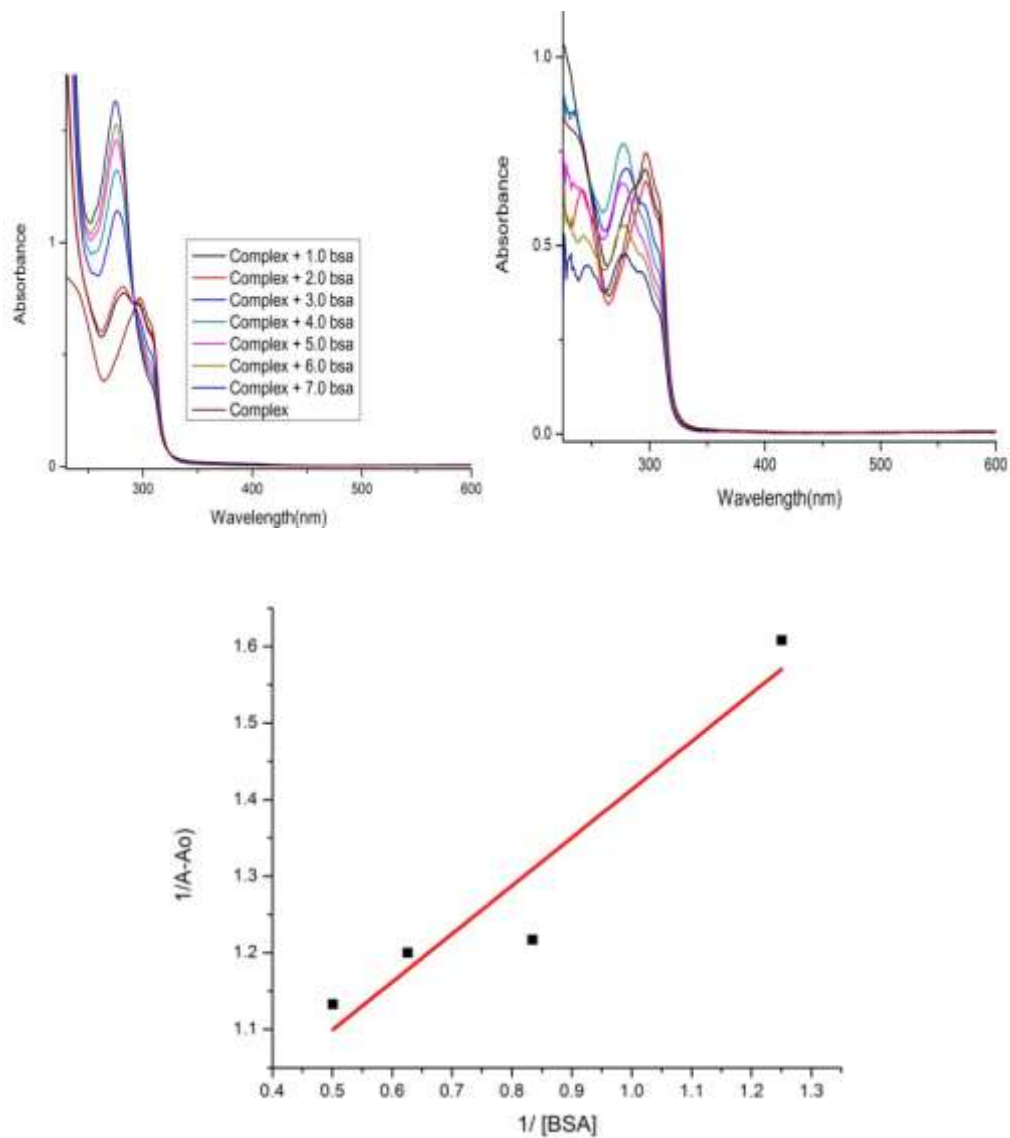 Absorbance
1
0
300
400
500
600
Wavelength(nm)
Complex + 1.0 bsa
Complex + 2.0 bsa
Complex + 3.0 bsa
Complex + 4.0 bsa
Complex + 5.0 bsa
Complex + 6.0 bsa
Complex + 7.0 bsa
Complex
Absorbance
1.0
0.5
0.0
300
400
500
600
Wavelength(nm)
1/A-Ao)
1.6
1.5
1.4
1.3
1.2
1.1
0.4
0.5
0.6
0.7
0.8
0.9
1.0
1.1
1.2
1.3
1/ [BSA]